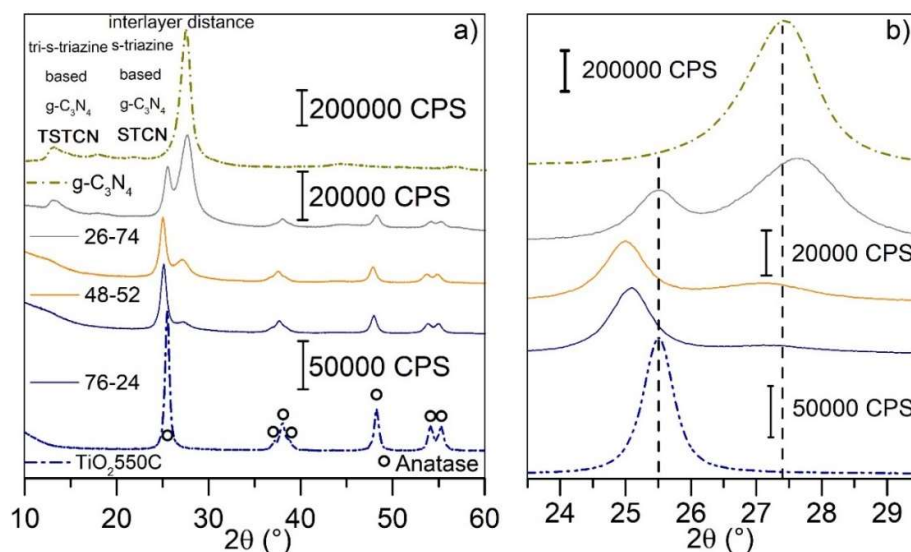 interlayer distance
a)
tri-s-triazine s-triazine
based based
g-C₃N₄ g-C₃N₄
TSTCN STCN
200000 CPS
g-C₃N₄
20000 CPS
26-74
48-52
50000 CPS
76-24
TiO₂550C
Anatase
10 20 30 40 50 60
2θ (°)
b)
200000 CPS
20000 CPS
50000 CPS
24 25 26 27 28 29
2θ (°)